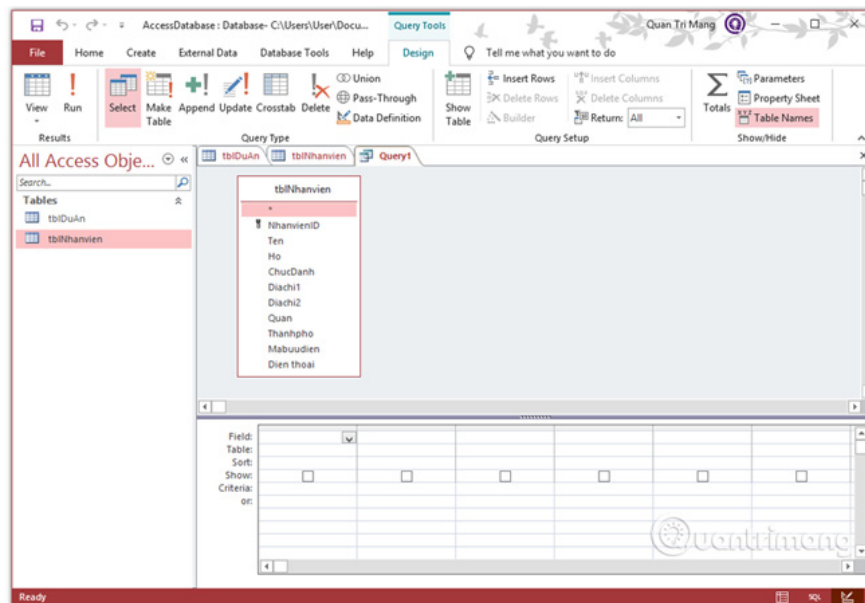 AccessDatabase : Database- C:\Users\User\Docu...
Query Tools
Quan Tri Mang
File Home Create External Data Database Tools Help Design Tell me what you want to do
View Run Select Make Table Append Update Crosstab Delete Union Pass-Through Data Definition Show Table Insert Rows Delete Rows Builder Insert Columns Delete Columns Return: All Totals Parameters Property Sheet Table Names
Results Query Type Query Setup Show/Hide
All Access Obje...
Search...
Tables
tblDuAn
tblNhanvien
tblDuAn tblNhanvien Query1
tblNhanvien
*
NhanvienID
Ten
Ho
ChucDanh
Diachi1
Diachi2
Quan
Thanhpho
Mabuudien
Dien thoai
Field:
Table:
Sort:
Show:
Criteria:
or:
Quantrimang
Ready SQL